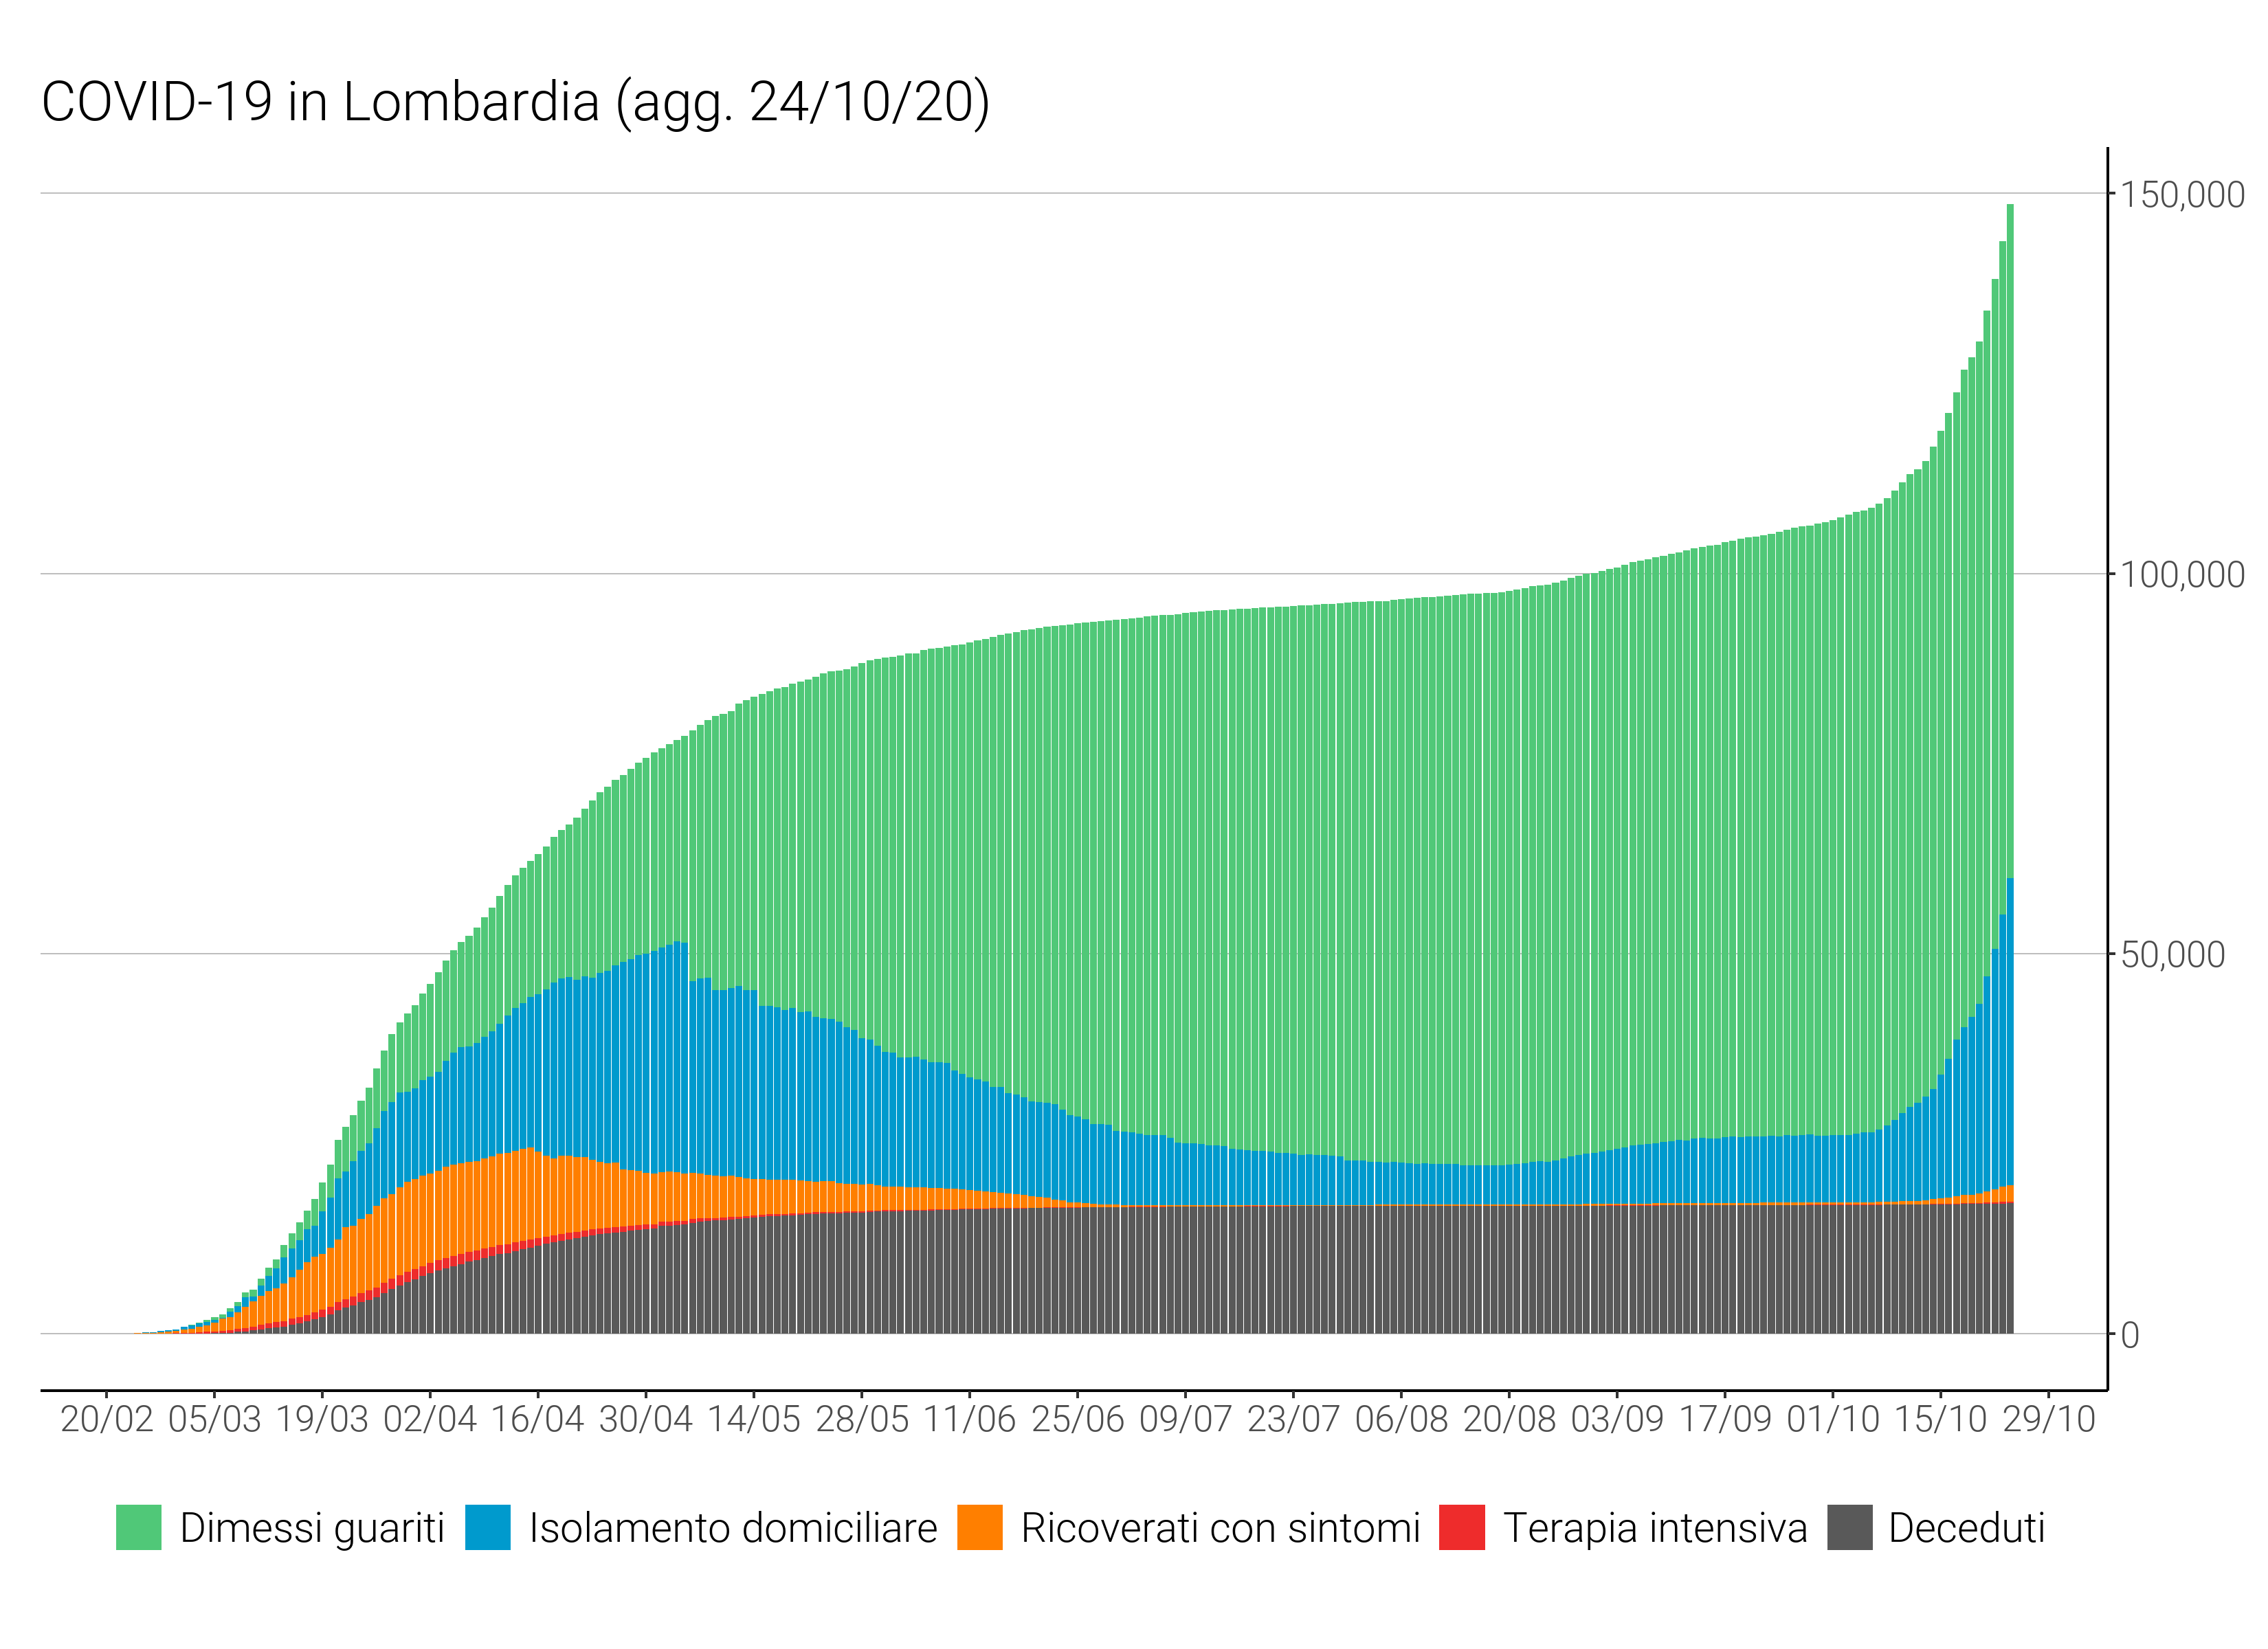 COVID-19 in Lombardia (agg. 24/10/20)
150,000
100,000
50,000
0
20/02 05/03 19/03 02/04 16/04 30/04 14/05 28/05 11/06 25/06 09/07 23/07 06/08 20/08 03/09 17/09 01/10 15/10 29/10
Dimessi guariti Isolamento domiciliare Ricoverati con sintomi Terapia intensiva Deceduti